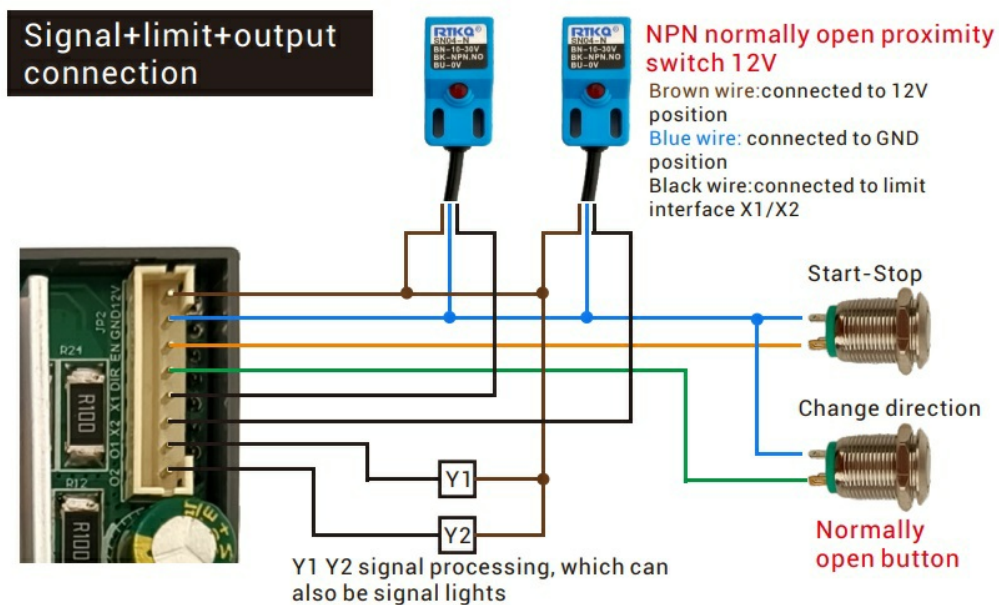 Signal+limit+output
connection
RTKQ
SN04-N
BN-10-30V
BK-NPN.NO
BU-0V
RTKQ
SN04-N
BN-10-30V
BK-NPN.NO
BU-0V
NPN normally open proximity
switch 12V
Brown wire:connected to 12V
position
Blue wire: connected to GND
position
Black wire:connected to limit
interface X1/X2
Start-Stop
Change direction
Normally
open button
JP2
O2 O1 X2 X1 DIR EN GND12V
R24
R100
R12
R100
Y1
Y2
Y1 Y2 signal processing, which can
also be signal lights